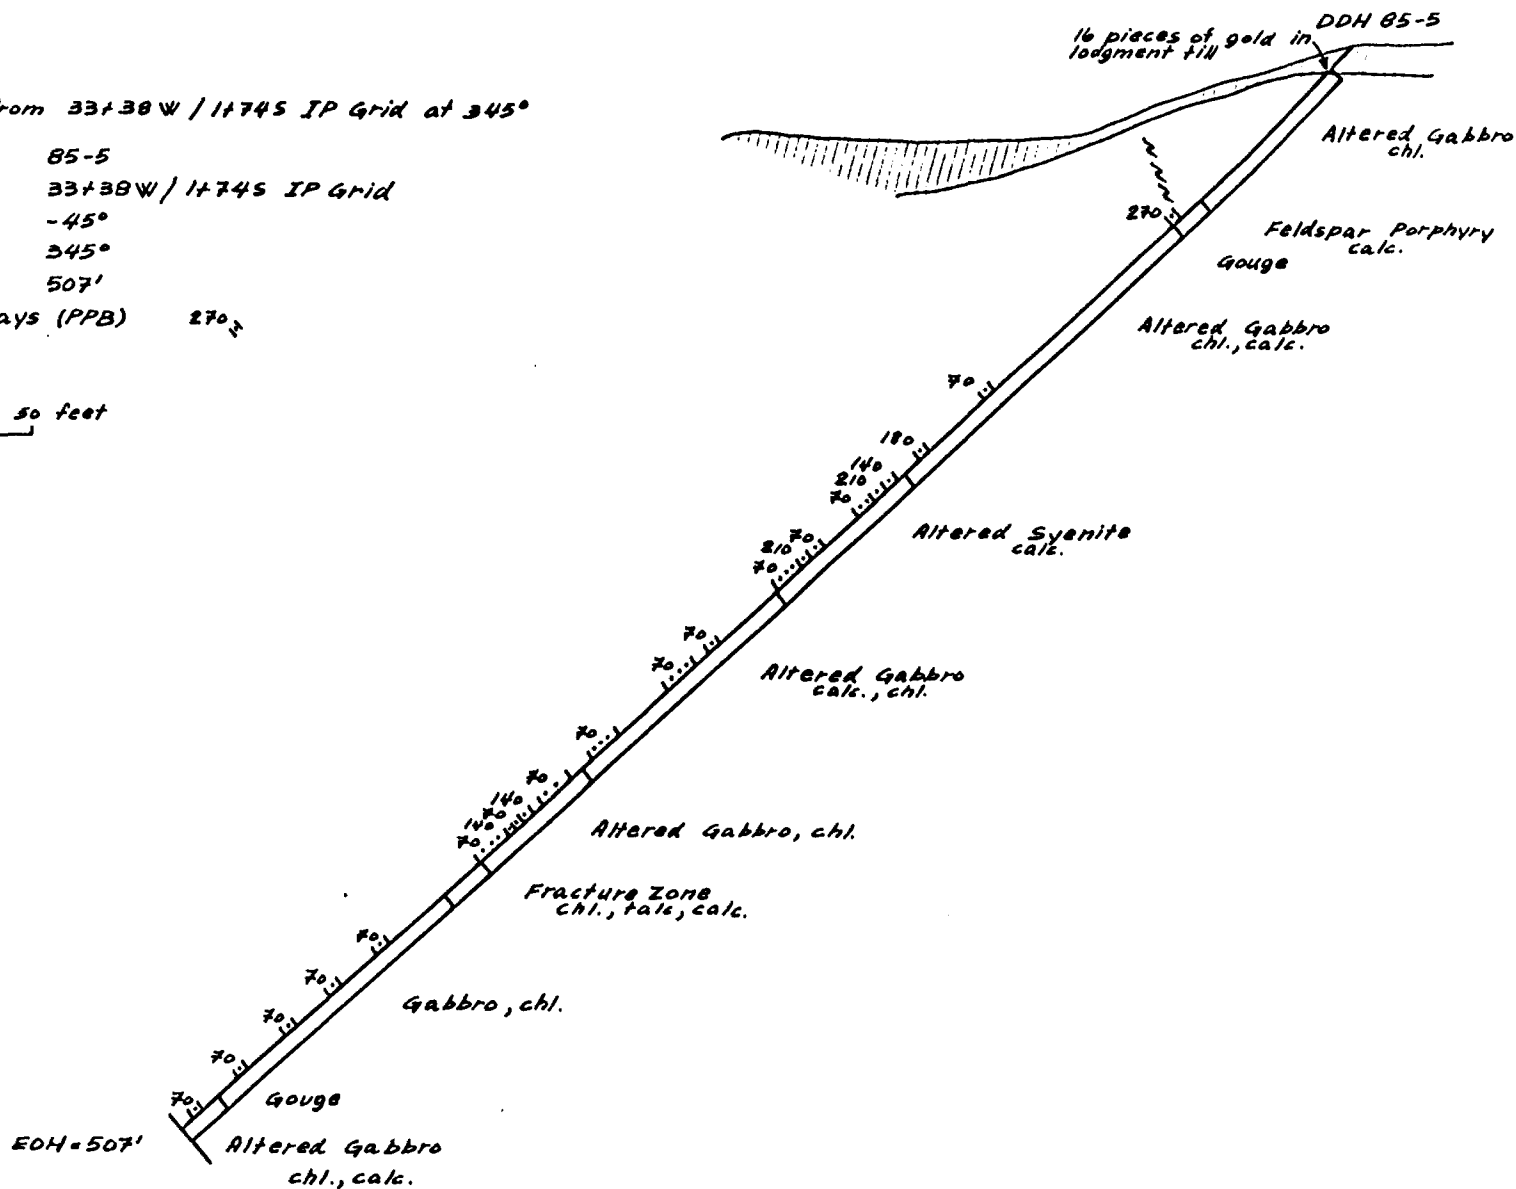 DDH 85-5
16 pieces of gold in
lodgment till
from 33+38W / 1+74S IP Grid at 345°
85-5
33+38W / 1+74S IP Grid
-45°
345°
507'
(PPB) 270
50 feet
Altered Gabbro
chl.
270
Feldspar Porphyry
calc.
Gouge
Altered Gabbro
chl., calc.
70
180
140
210
70
Altered Syenite
calc.
70
210
70
70
70
Altered Gabbro
calc., chl.
70
70
140
70
140
70
Altered Gabbro, chl.
Fracture Zone
chl., talc, calc.
70
70
Gabbro, chl.
70
70
70
Gouge
EOH=507'
Altered Gabbro
chl., calc.